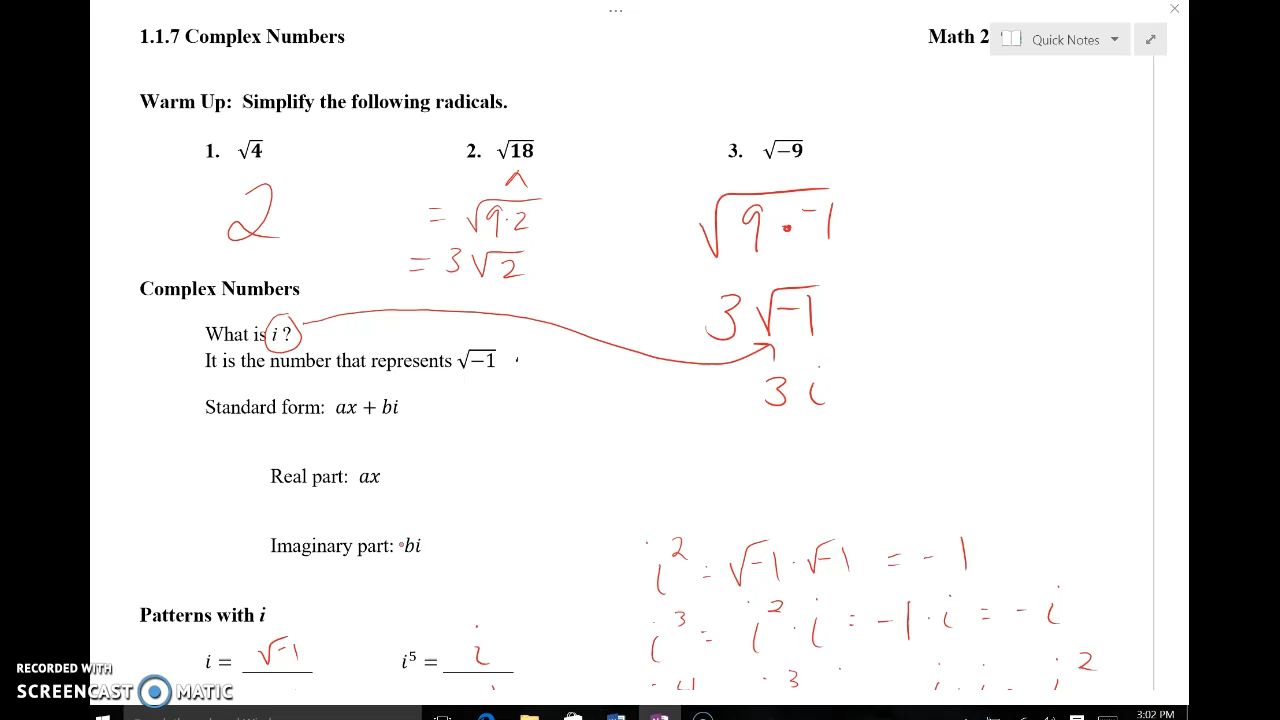 1.1.7 Complex Numbers
Math 2
Quick Notes
Warm Up: Simplify the following radicals.
1. √4
2. √18
3. √−9
2
= √9·2
= 3√2
√9·-1
3√-1
3i
Complex Numbers
What is i ?
It is the number that represents √−1
Standard form: ax + bi
Real part: ax
Imaginary part: bi
i² = √-1 · √-1 = -1
i³ = i² · i = -1 · i = -i
Patterns with i
i = √-1
i⁵ = i
RECORDED WITH
SCREENCAST MATIC
3:02 PM